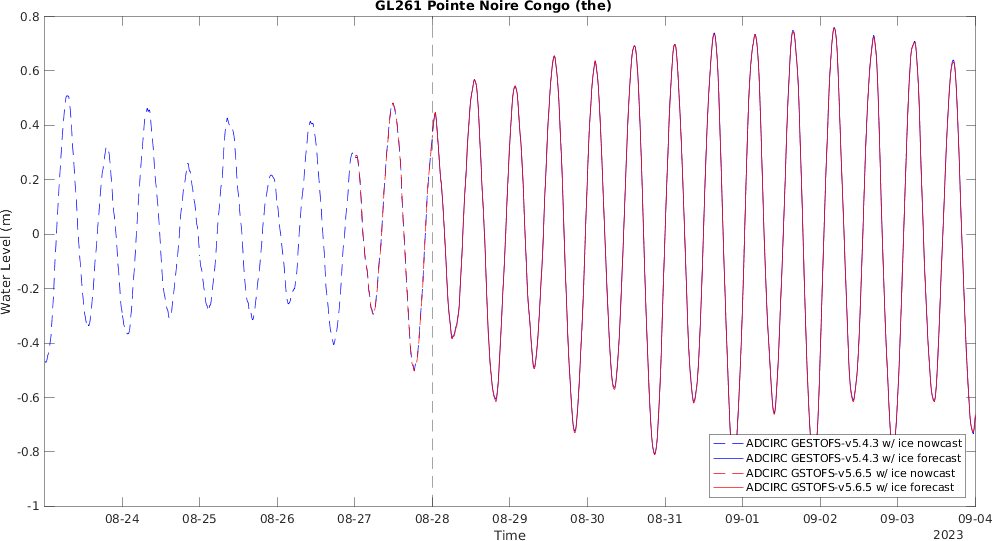 GL261 Pointe Noire Congo (the)
0.8
0.6
0.4
0.2
0
-0.2
-0.4
-0.6
-0.8
-1
Water Level (m)
ADCIRC GESTOFS-v5.4.3 w/ ice nowcast
ADCIRC GESTOFS-v5.4.3 w/ ice forecast
ADCIRC GSTOFS-v5.6.5 w/ ice nowcast
ADCIRC GSTOFS-v5.6.5 w/ ice forecast
08-24 08-25 08-26 08-27 08-28 08-29 08-30 08-31 09-01 09-02 09-03 09-04
Time
2023